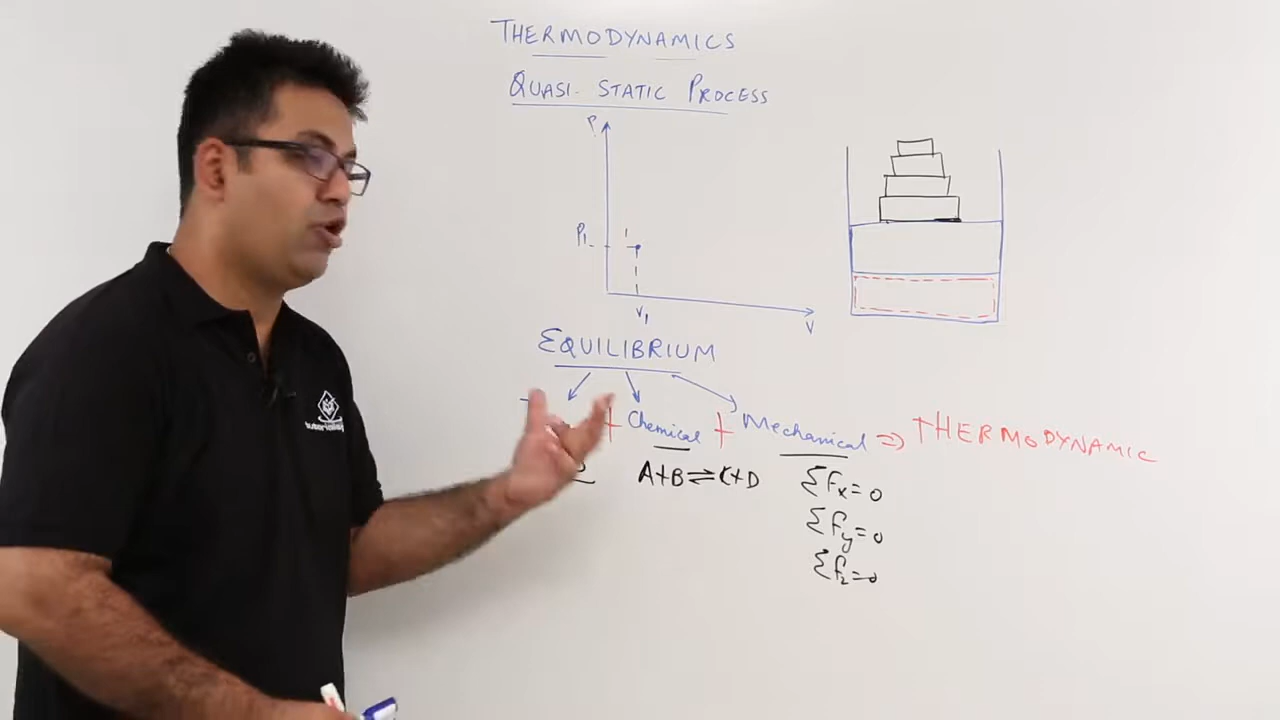 THERMODYNAMICS
QUASI-STATIC PROCESS
P
P1
1
V1
V
EQUILIBRIUM
+ Chemical + Mechanical ⇒ THERMODYNAMIC
A+B ⇌ C+D
Σfx=0
Σfy=0
Σfz=0